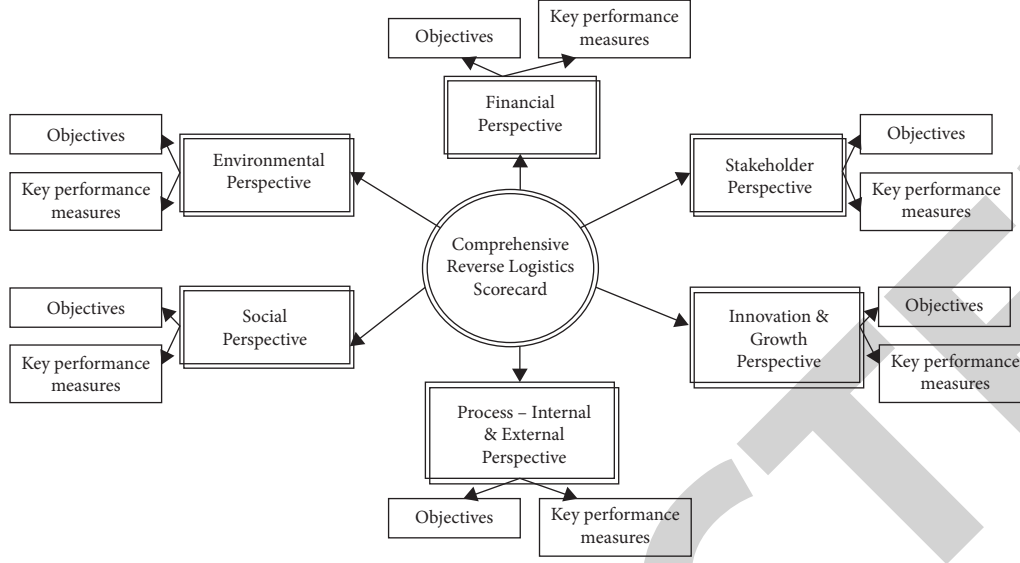 Objectives
Key performance
measures
Financial
Perspective
Objectives
Key performance
measures
Environmental
Perspective
Stakeholder
Perspective
Objectives
Key performance
measures
Comprehensive
Reverse Logistics
Scorecard
Objectives
Key performance
measures
Social
Perspective
Innovation &
Growth
Perspective
Objectives
Key performance
measures
Process – Internal
& External
Perspective
Objectives
Key performance
measures